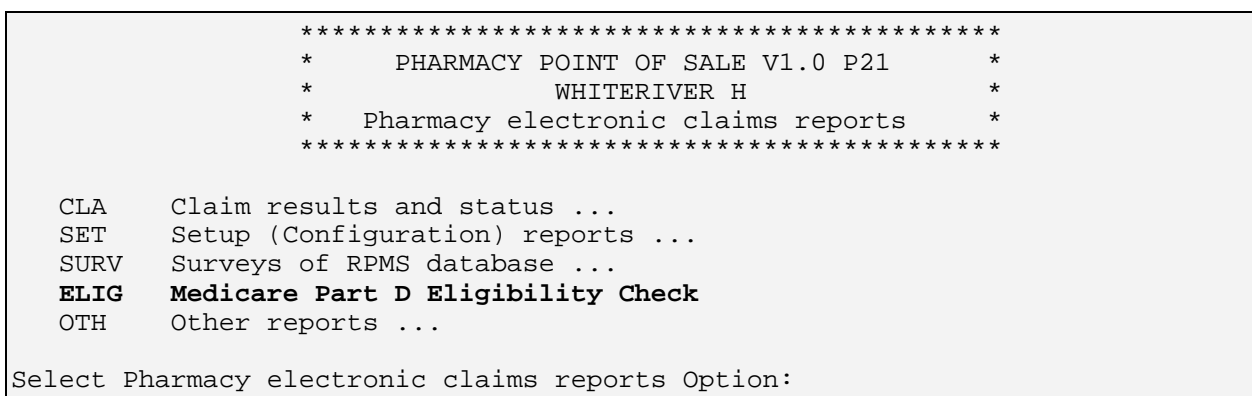 ********************************************
* PHARMACY POINT OF SALE V1.0 P21 *
* WHITERIVER H *
* Pharmacy electronic claims reports *
********************************************
CLA Claim results and status ...
SET Setup (Configuration) reports ...
SURV Surveys of RPMS database ...
ELIG Medicare Part D Eligibility Check
OTH Other reports ...
Select Pharmacy electronic claims reports Option: